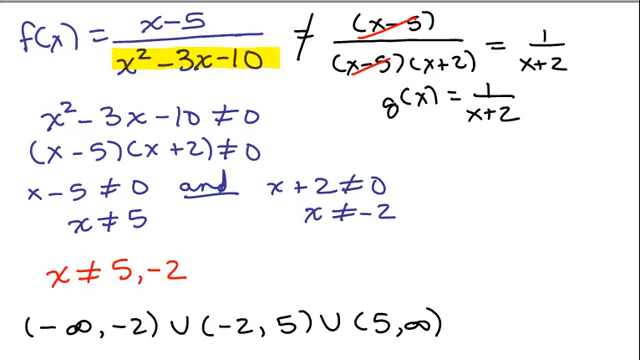 f(x) = (x-5)/(x² - 3x - 10) ≠ (x-5)/((x-5)(x+2)) = 1/(x+2)
g(x) = 1/(x+2)
x² - 3x - 10 ≠ 0
(x-5)(x+2) ≠ 0
x - 5 ≠ 0 and x + 2 ≠ 0
x ≠ 5 x ≠ -2
x ≠ 5, -2
(-∞, -2) ∪ (-2, 5) ∪ (5, ∞)